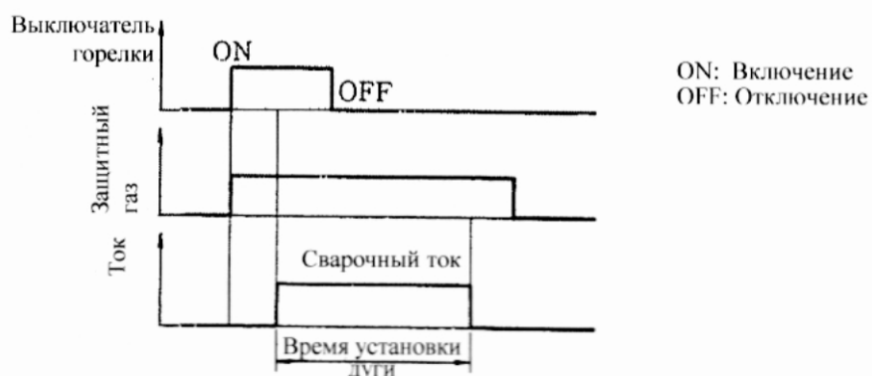 Выключатель
горелки
ON
OFF
ON: Включение
OFF: Отключение
Защитный
газ
Ток
Сварочный ток
Время установки
дуги